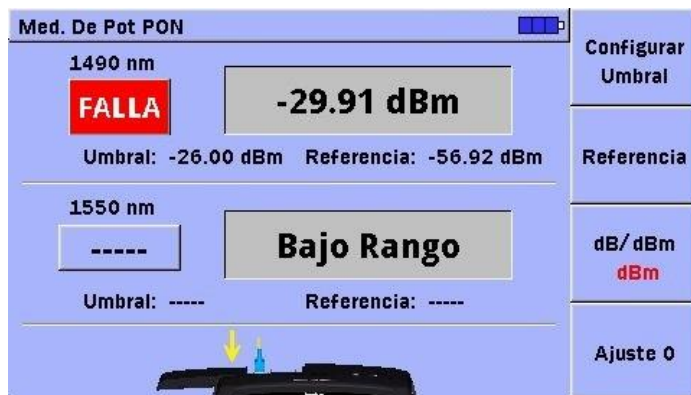 Med. De Pot PON
1490 nm
FALLA
-29.91 dBm
Umbral: -26.00 dBm Referencia: -56.92 dBm
1550 nm
-----
Bajo Rango
Umbral: ----- Referencia: -----
Configurar
Umbral
Referencia
dB/dBm
dBm
Ajuste 0